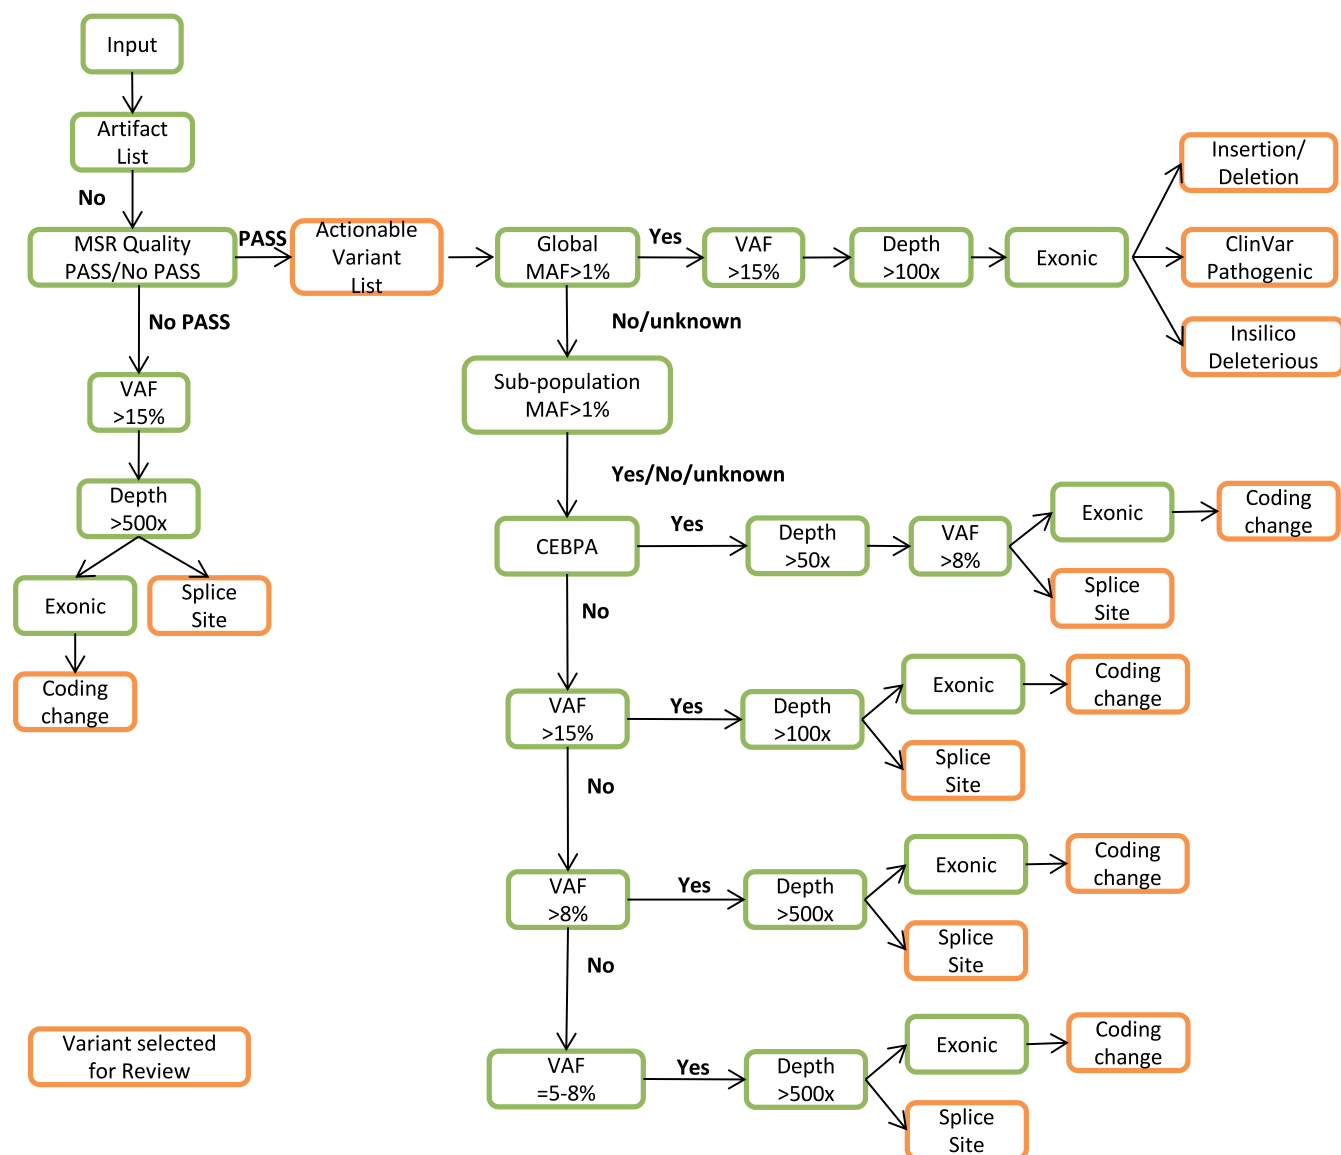 Input
Artifact
List
No
MSR Quality
PASS/No PASS
PASS
Actionable
Variant
List
Global
MAF>1%
Yes
VAF
>15%
Depth
>100x
Exonic
Insertion/
Deletion
ClinVar
Pathogenic
Insilico
Deleterious
No PASS
VAF
>15%
Depth
>500x
Exonic
Splice
Site
Coding
change
No/unknown
Sub-population
MAF>1%
Yes/No/unknown
CEBPA
Yes
Depth
>50x
VAF
>8%
Exonic
Coding
change
Splice
Site
No
VAF
>15%
Yes
Depth
>100x
Exonic
Coding
change
Splice
Site
No
VAF
>8%
Yes
Depth
>500x
Exonic
Coding
change
Splice
Site
No
VAF
=5-8%
Yes
Depth
>500x
Exonic
Coding
change
Splice
Site
Variant selected
for Review